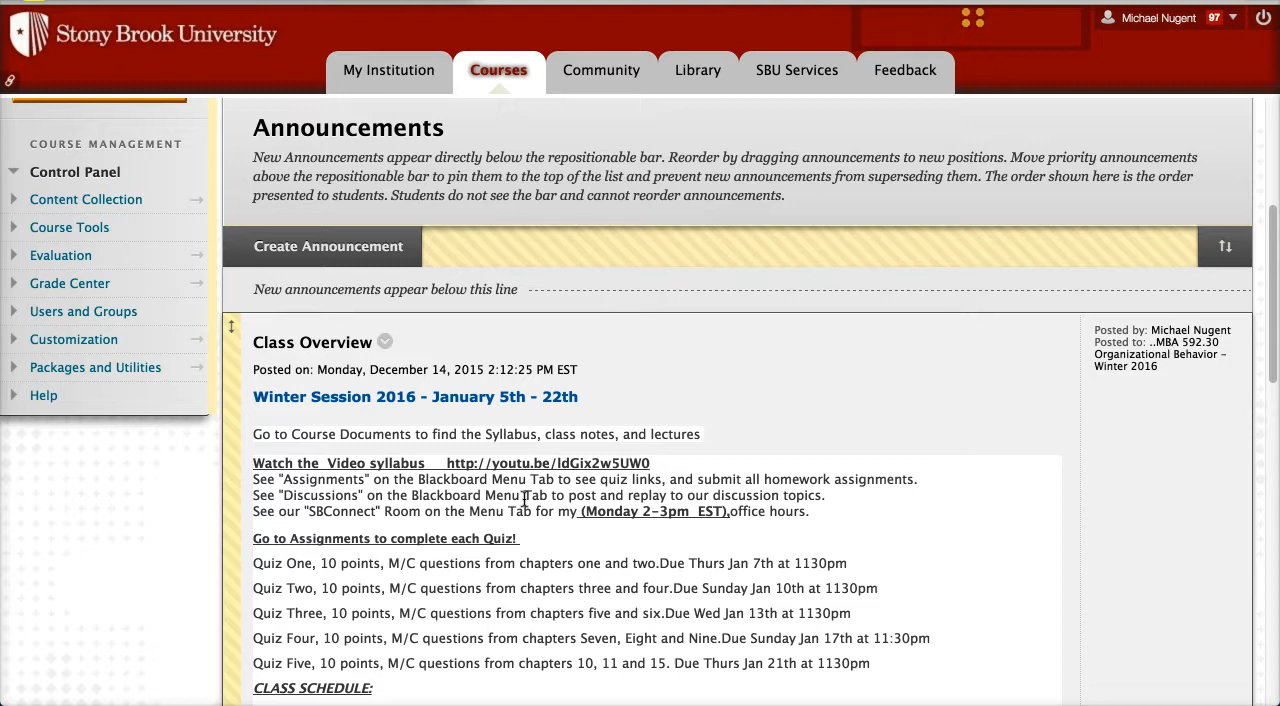 Stony Brook University
Michael Nugent 97
My Institution Courses Community Library SBU Services Feedback
COURSE MANAGEMENT
Control Panel
Content Collection
Course Tools
Evaluation
Grade Center
Users and Groups
Customization
Packages and Utilities
Help
Announcements
New Announcements appear directly below the repositionable bar. Reorder by dragging announcements to new positions. Move priority announcements
above the repositionable bar to pin them to the top of the list and prevent new announcements from superseding them. The order shown here is the order
presented to students. Students do not see the bar and cannot reorder announcements.
Create Announcement
New announcements appear below this line
Class Overview
Posted on: Monday, December 14, 2015 2:12:25 PM EST
Winter Session 2016 - January 5th - 22th
Go to Course Documents to find the Syllabus, class notes, and lectures
Watch the Video syllabus http://youtu.be/ldGix2w5UW0
See "Assignments" on the Blackboard Menu Tab to see quiz links, and submit all homework assignments.
See "Discussions" on the Blackboard Menu Tab to post and replay to our discussion topics.
See our "SBConnect" Room on the Menu Tab for my (Monday 2-3pm EST),office hours.
Go to Assignments to complete each Quiz!
Quiz One, 10 points, M/C questions from chapters one and two.Due Thurs Jan 7th at 1130pm
Quiz Two, 10 points, M/C questions from chapters three and four.Due Sunday Jan 10th at 1130pm
Quiz Three, 10 points, M/C questions from chapters five and six.Due Wed Jan 13th at 1130pm
Quiz Four, 10 points, M/C questions from chapters Seven, Eight and Nine.Due Sunday Jan 17th at 11:30pm
Quiz Five, 10 points, M/C questions from chapters 10, 11 and 15. Due Thurs Jan 21th at 1130pm
CLASS SCHEDULE:
Posted by: Michael Nugent
Posted to: ..MBA 592.30
Organizational Behavior -
Winter 2016